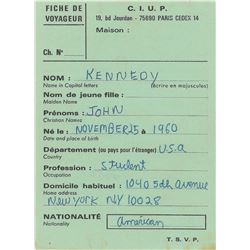 FICHE DE VOYAGEUR
C. I. U. P.
19, bd Jourdan - 75690 PARIS CEDEX 14
Maison :
Ch. N°
NOM : KENNEDY
Name in Capital letters (écrire en majuscules)
Nom de jeune fille :
Maiden Name
Prénoms : JOHN
Christian Names
Né le : NOVEMBER 25 à 1960
Date and place of birth
Département (ou pays pour l'étranger) U.S.A
Country
Profession : Student
Occupation
Domicile habituel : 1040 5th Avenue
NEW YORK NY 10028
NATIONALITÉ American
Nationality
T. S. V. P.